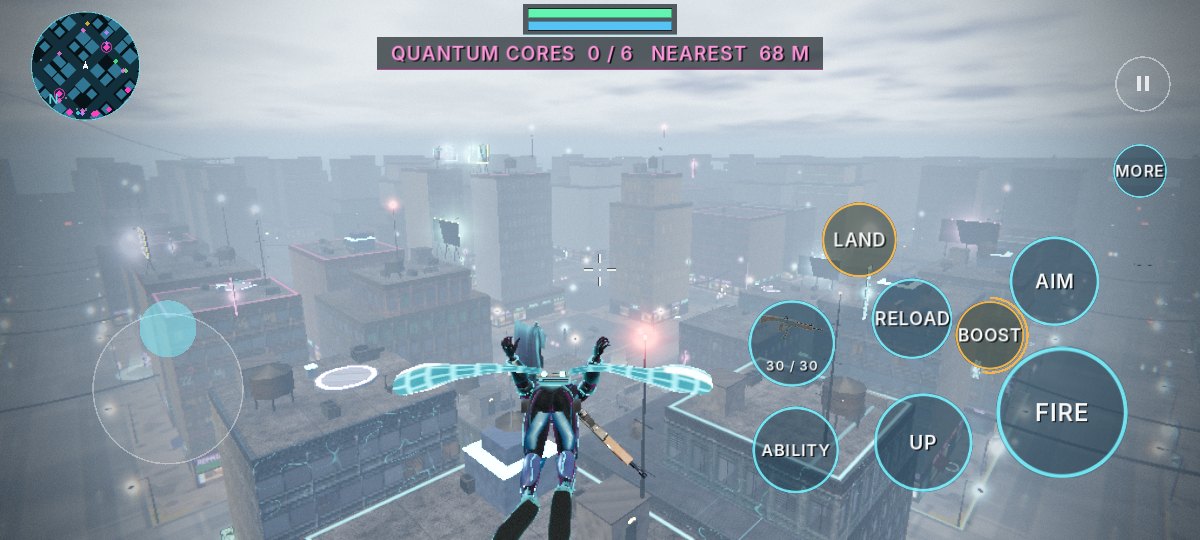 QUANTUM CORES 0 / 6 NEAREST 68 M
N
MORE
LAND
AIM
RELOAD
BOOST
30 / 30
FIRE
UP
ABILITY